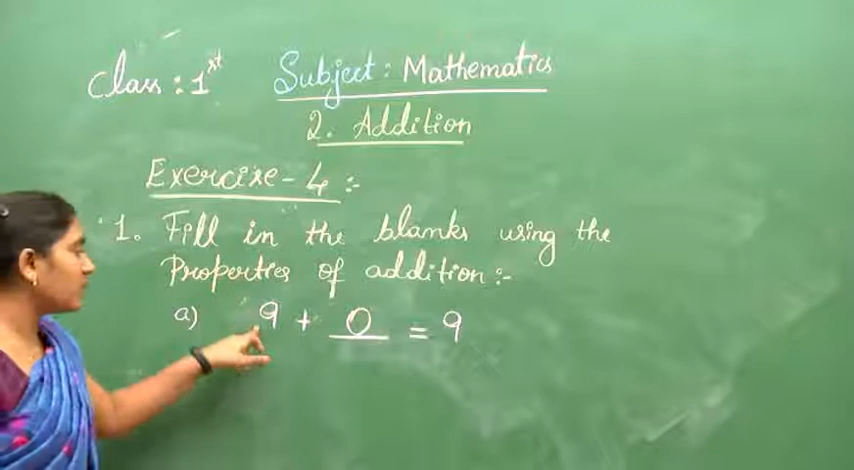 Class : 1st Subject : Mathematics
2. Addition
Exercise - 4 :-
1. Fill in the blanks using the
Properties of addition :-
a) 9 + 0 = 9